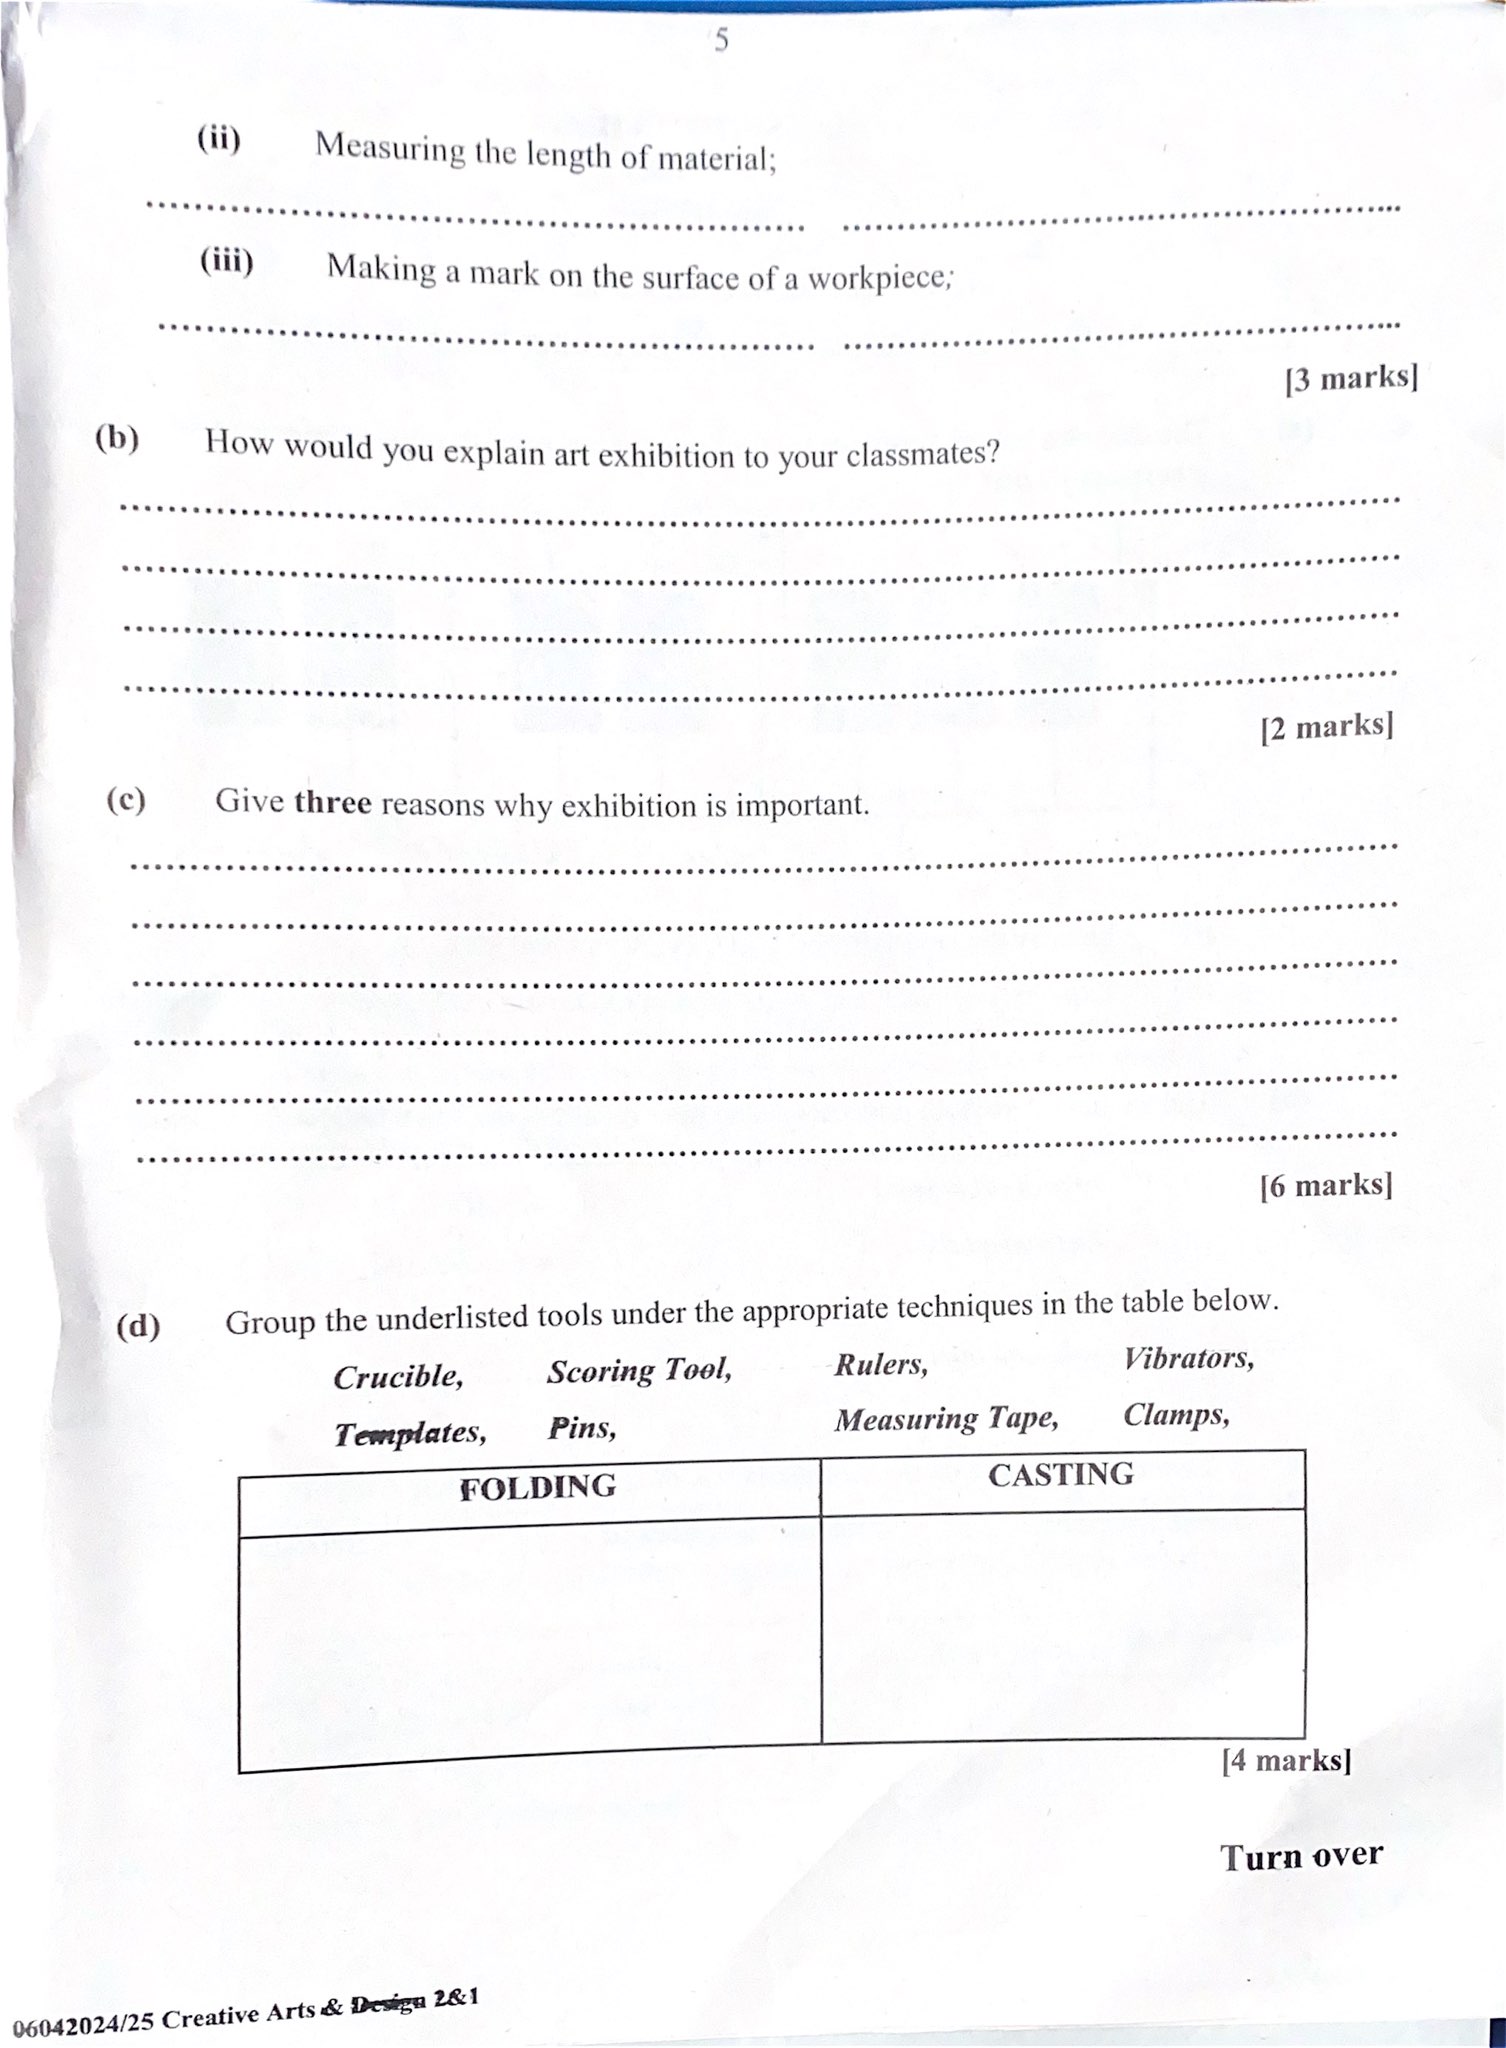 5
(ii) Measuring the length of material;
(iii) Making a mark on the surface of a workpiece;
[3 marks]
(b) How would you explain art exhibition to your classmates?
[2 marks]
(c) Give three reasons why exhibition is important.
[6 marks]
(d) Group the underlisted tools under the appropriate techniques in the table below.
Crucible, Scoring Tool, Rulers, Vibrators,
Templates, Pins, Measuring Tape, Clamps,
FOLDING CASTING
[4 marks]
Turn over
06042024/25 Creative Arts & Design 2&1